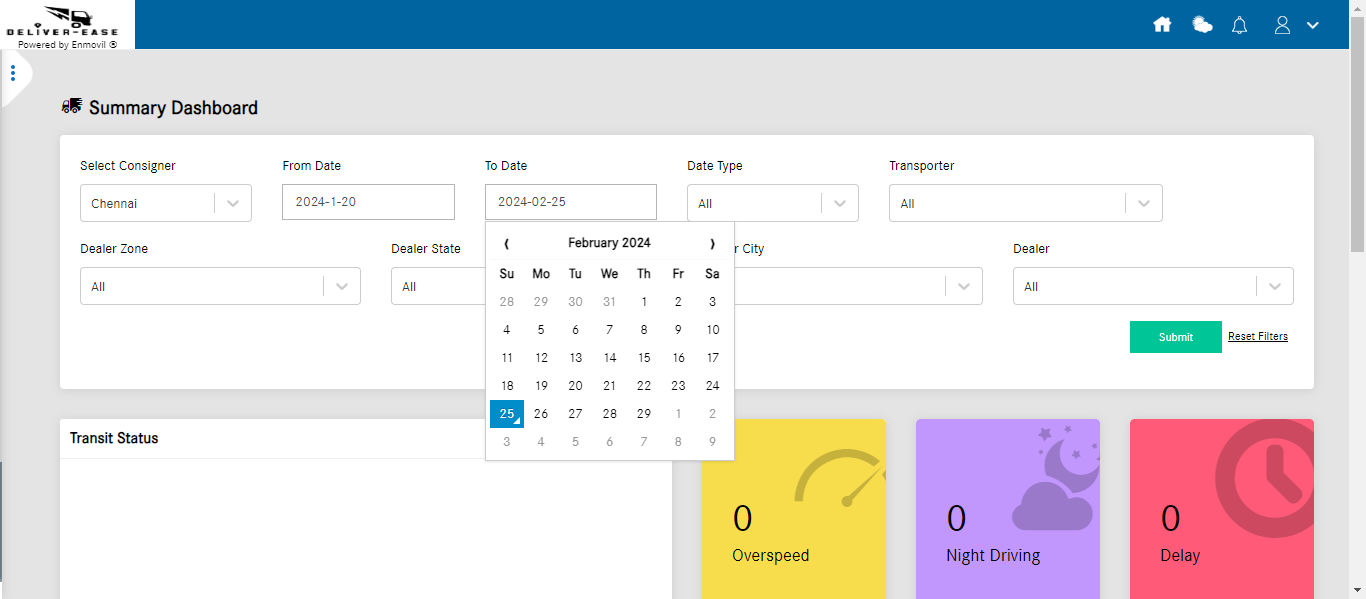 DELIVER-EASE
Powered by Enmovil ®
Summary Dashboard
Select Consigner From Date To Date Date Type Transporter
Chennai 2024-1-20 2024-02-25 All All
Dealer Zone Dealer State r City Dealer
All All All
February 2024
Su Mo Tu We Th Fr Sa
28 29 30 31 1 2 3
4 5 6 7 8 9 10
11 12 13 14 15 16 17
18 19 20 21 22 23 24
25 26 27 28 29 1 2
3 4 5 6 7 8 9
Submit Reset Filters
Transit Status
0 0 0
Overspeed Night Driving Delay